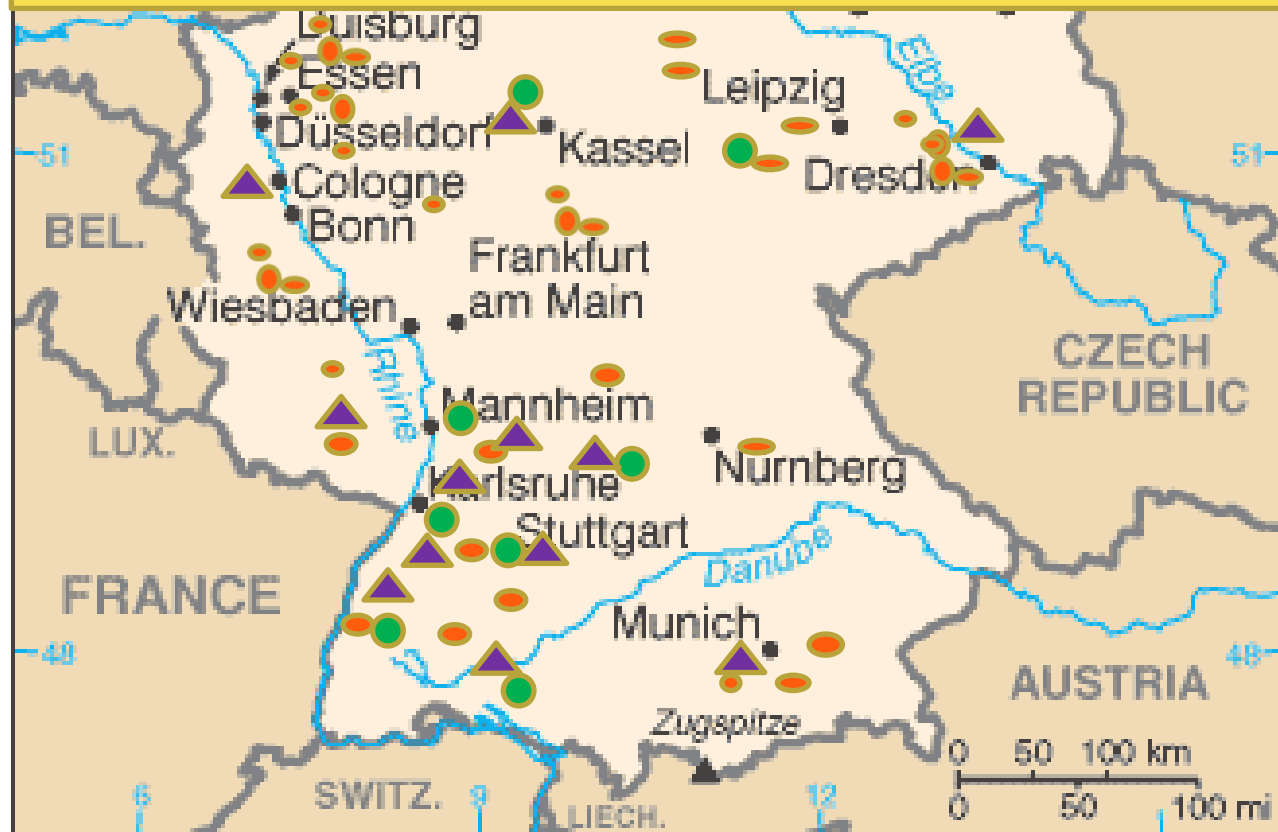 Duisburg
Essen
Elbe
Leipzig
Düsseldorf
Kassel
51
51
Cologne
Dresden
BEL.
Bonn
Frankfurt
am Main
Wiesbaden
Rhine
CZECH
REPUBLIC
Mannheim
LUX.
Nürnberg
Karlsruhe
Stuttgart
Danube
FRANCE
Munich
48
48
AUSTRIA
Zugspitze
0 50 100 km
SWITZ.
6
9
12
LIECH.
0 50 100 mi